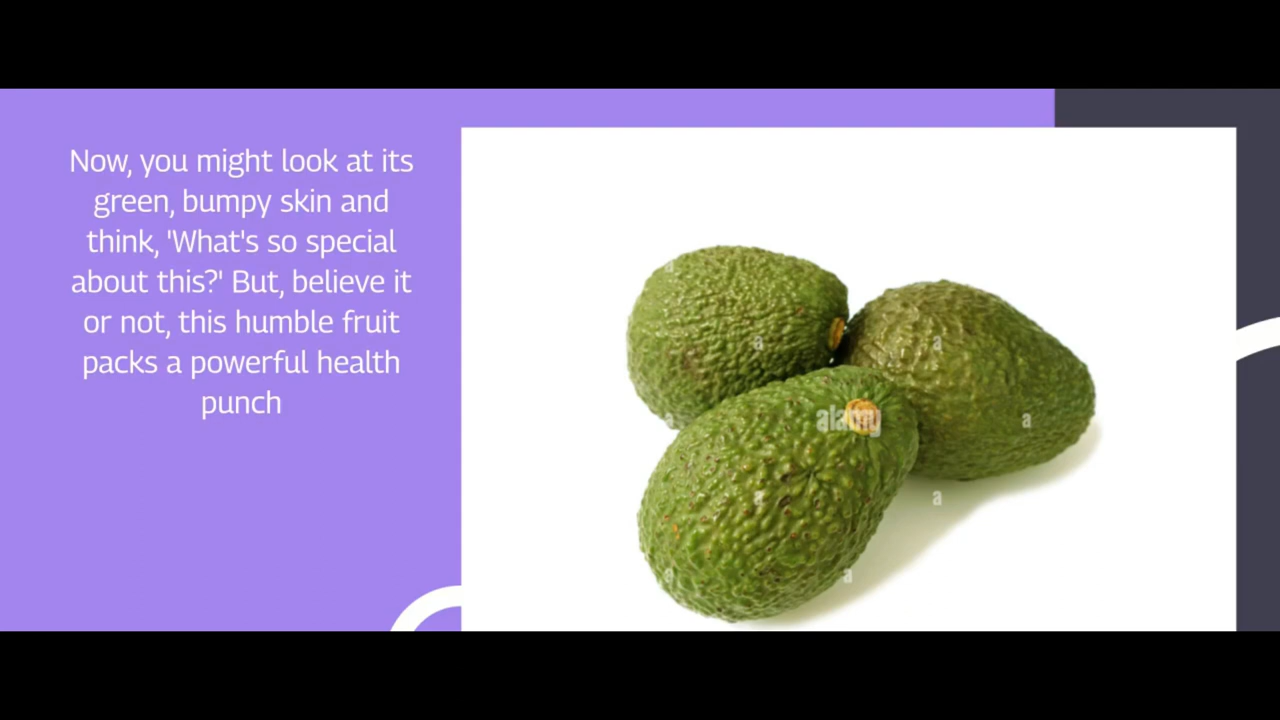 Now, you might look at its
green, bumpy skin and
think, 'What's so special
about this?' But, believe it
or not, this humble fruit
packs a powerful health
punch
a
a
a
alamy
a
a
a
a
a
a